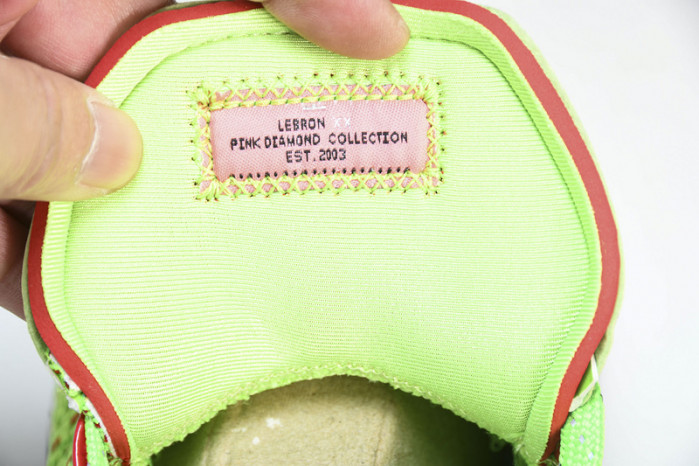 LEBRON XX
PINK DIAMOND COLLECTION
EST. 2003